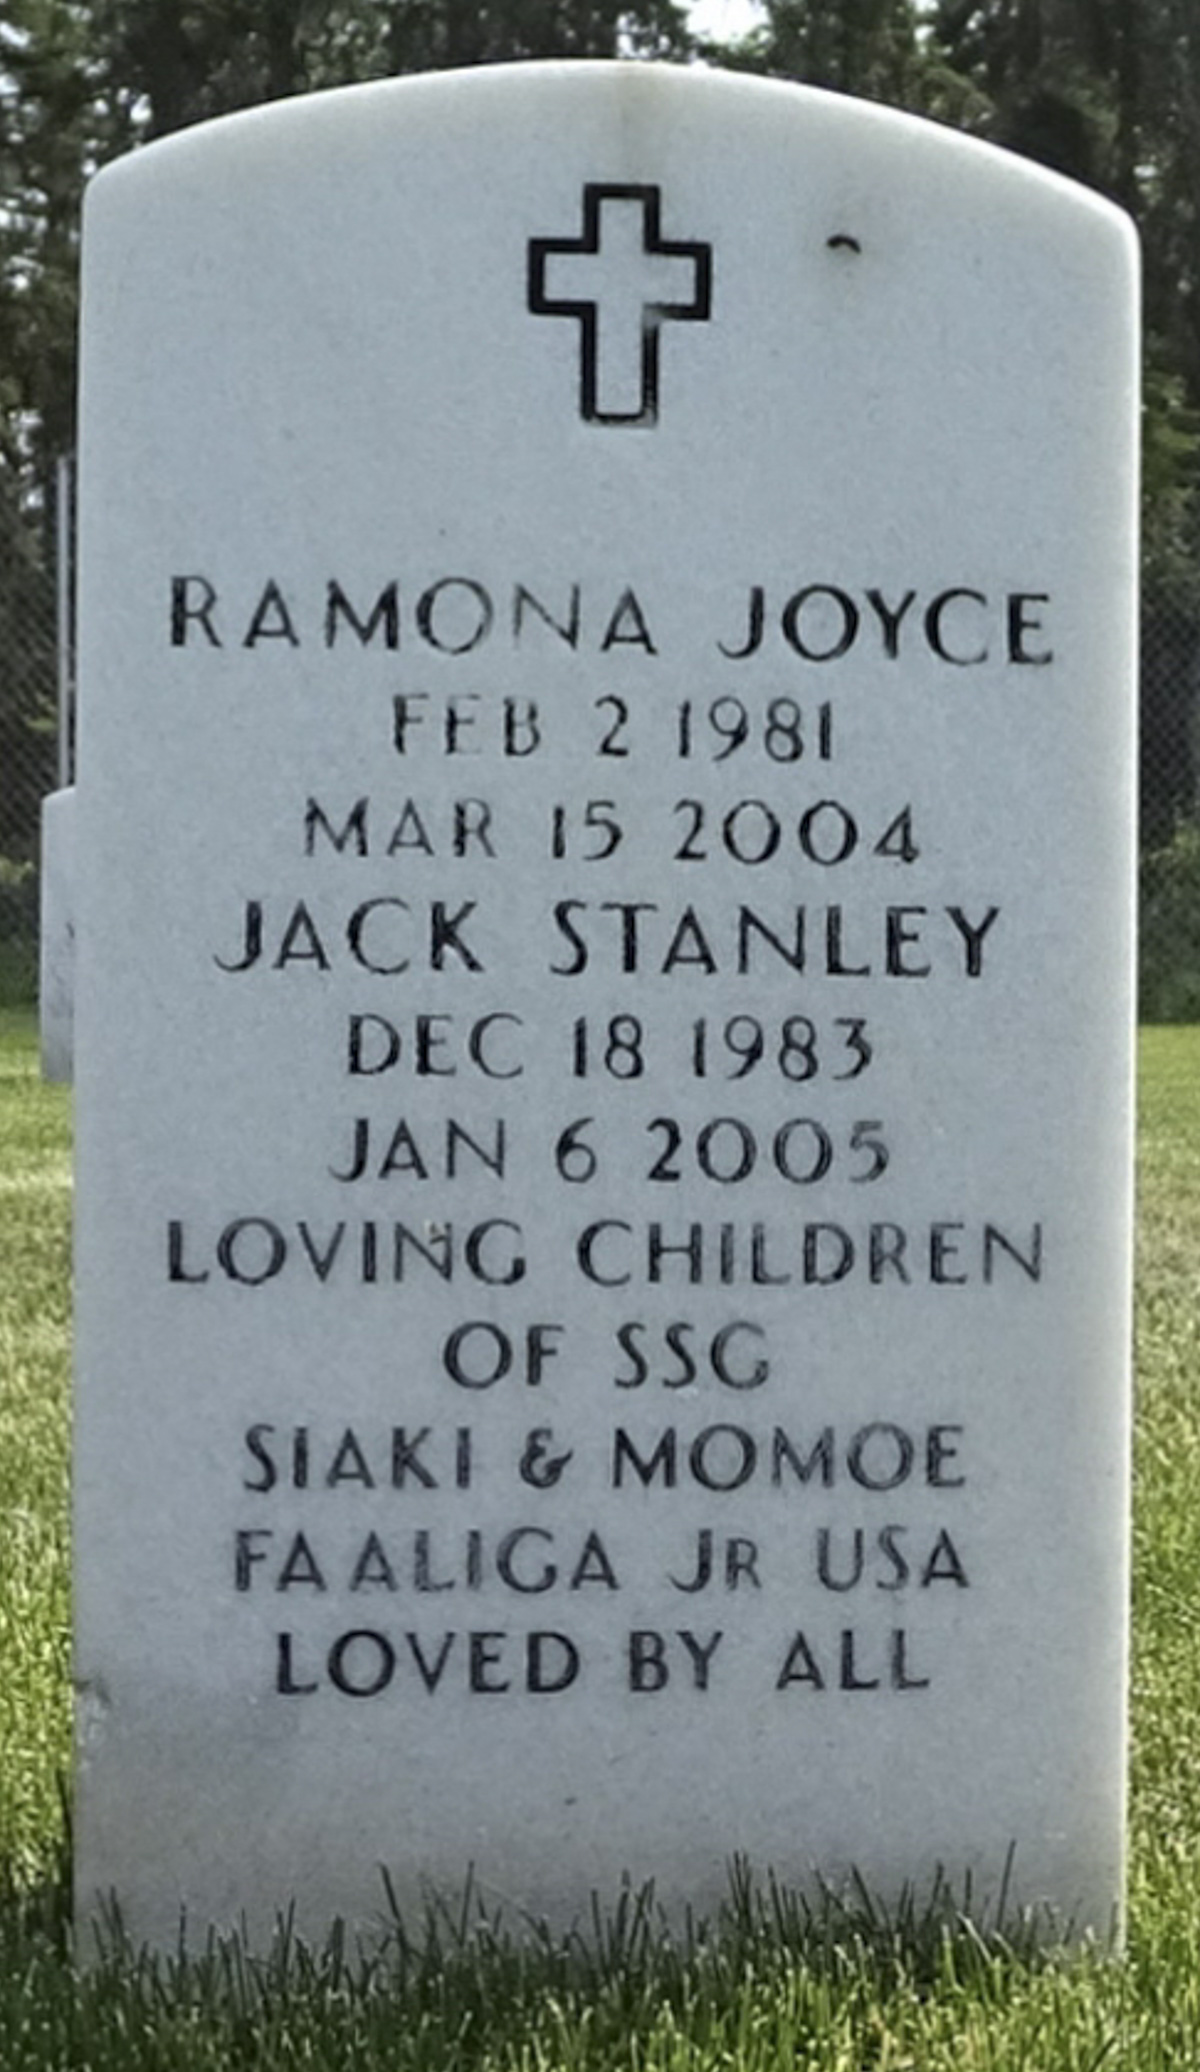 RAMONA JOYCE
FEB 2 1981
MAR 15 2004
JACK STANLEY
DEC 18 1983
JAN 6 2005
LOVING CHILDREN
OF SSG
SIAKI & MOMOE
FAALIGA JR USA
LOVED BY ALL